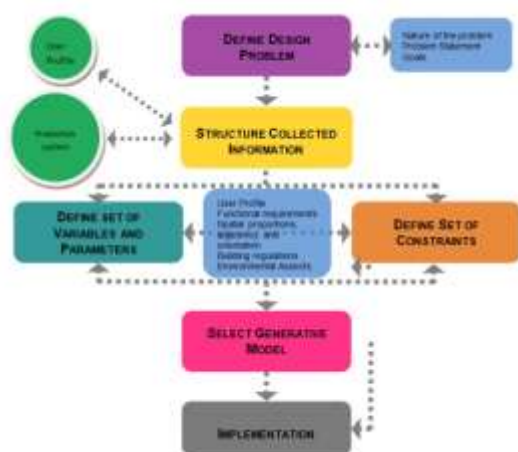 User
Profile
DEFINE DESIGN
PROBLEM
Nature of the problem
Problem Statement
Goals
STRUCTURE COLLECTED
INFORMATION
DEFINE SET OF
VARIABLES AND
PARAMETERS
User Profile
Functional requirements
Spatial proportions,
adjacency and
orientation
Building regulations
Environmental Aspects
DEFINE SET OF
CONSTRAINTS
SELECT GENERATIVE
MODEL
IMPLEMENTATION